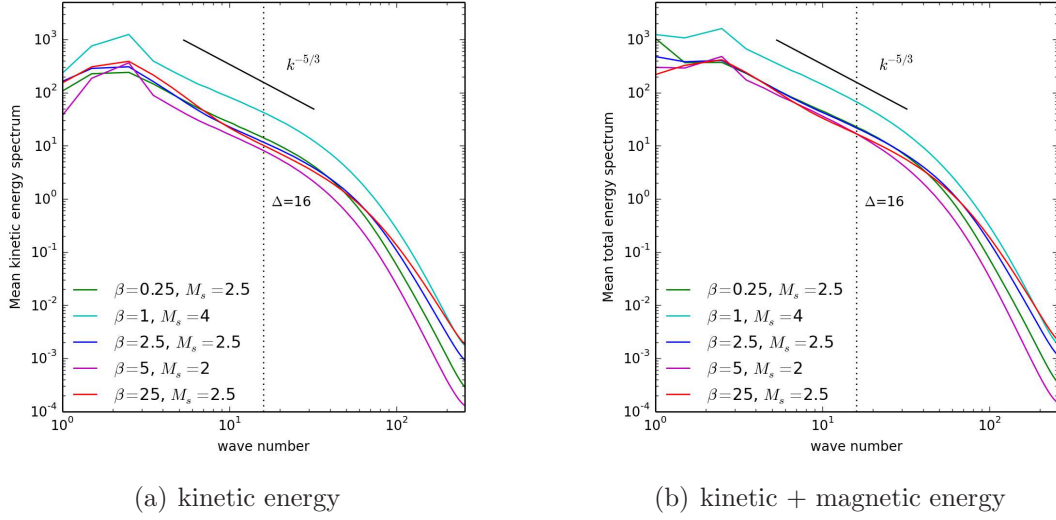 Mean kinetic energy spectrum
10³
10²
10¹
10⁰
10⁻¹
10⁻²
10⁻³
10⁻⁴
k^{-5/3}
Δ=16
β=0.25, M_s=2.5
β=1, M_s=4
β=2.5, M_s=2.5
β=5, M_s=2
β=25, M_s=2.5
10⁰ 10¹ 10²
wave number
(a) kinetic energy
Mean total energy spectrum
10³
10²
10¹
10⁰
10⁻¹
10⁻²
10⁻³
10⁻⁴
k^{-5/3}
Δ=16
β=0.25, M_s=2.5
β=1, M_s=4
β=2.5, M_s=2.5
β=5, M_s=2
β=25, M_s=2.5
10⁰ 10¹ 10²
wave number
(b) kinetic + magnetic energy